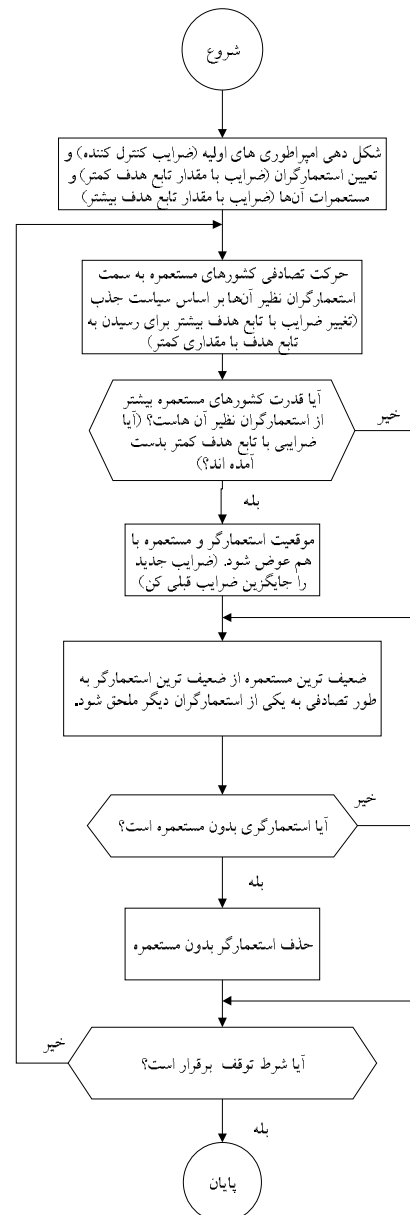 شروع
شکل دهی امپراطوری های اولیه (ضرایب کنترل کننده) و
تعیین استعمارگران (ضرایب با مقدار تابع هدف کمتر) و
مستعمرات آن‌ها (ضرایب با مقدار تابع هدف بیشتر)
حرکت تصادفی کشورهای مستعمره به سمت
استعمارگران نظیر آن‌ها بر اساس سیاست جذب
(تغییر ضرایب با تابع هدف بیشتر برای رسیدن به
تابع هدف با مقداری کمتر)
آیا قدرت کشورهای مستعمره بیشتر
از استعمارگران نظیر آن هاست؟ (آیا
ضرایبی با تابع هدف کمتر بدست
آمده اند؟)
خیر
بله
موقعیت استعمارگر و مستعمره با
هم عوض شود. (ضرایب جدید
را جایگزین ضرایب قبلی کن)
ضعیف ترین مستعمره از ضعیف ترین استعمارگر به
طور تصادفی به یکی از استعمارگران دیگر ملحق شود.
آیا استعمارگری بدون مستعمره است؟
خیر
بله
حذف استعمارگر بدون مستعمره
آیا شرط توقف برقرار است؟
خیر
بله
پایان